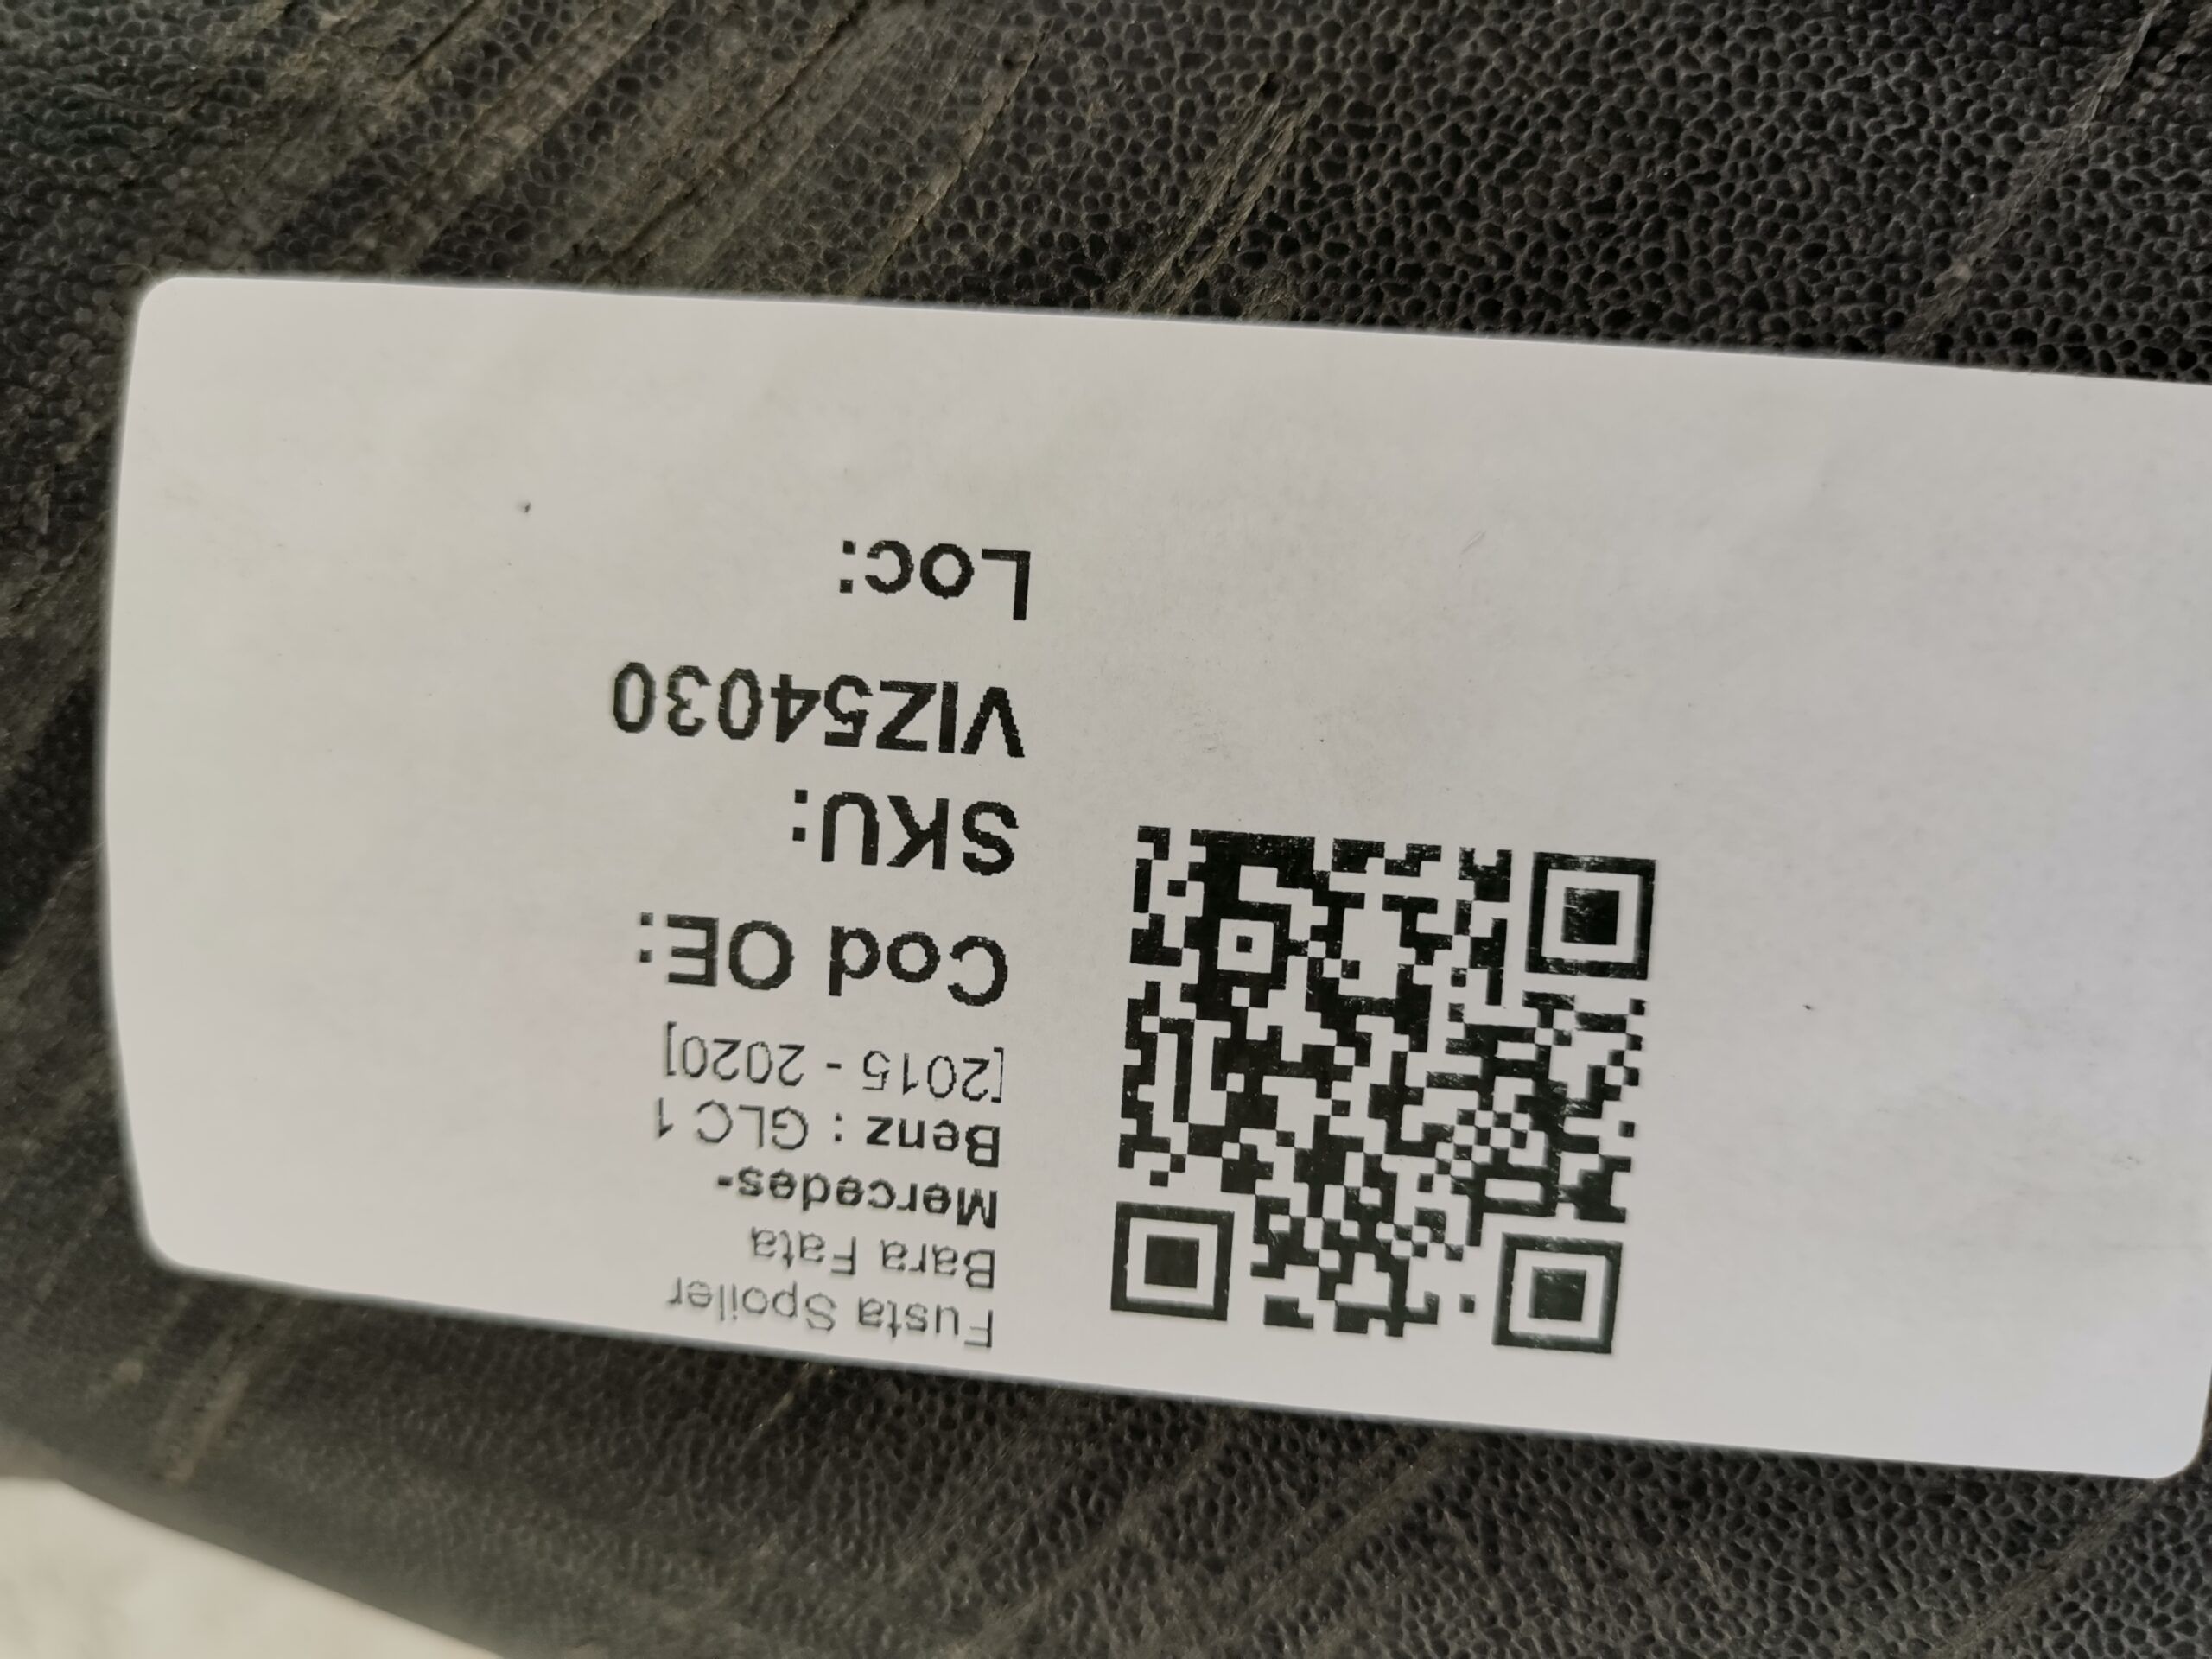 Fusta Spoiler
Bara Fata
Mercedes-
Benz : GLC 1
[2015 - 2020]
Cod OE:
SKU:
VIZ54030
Loc: